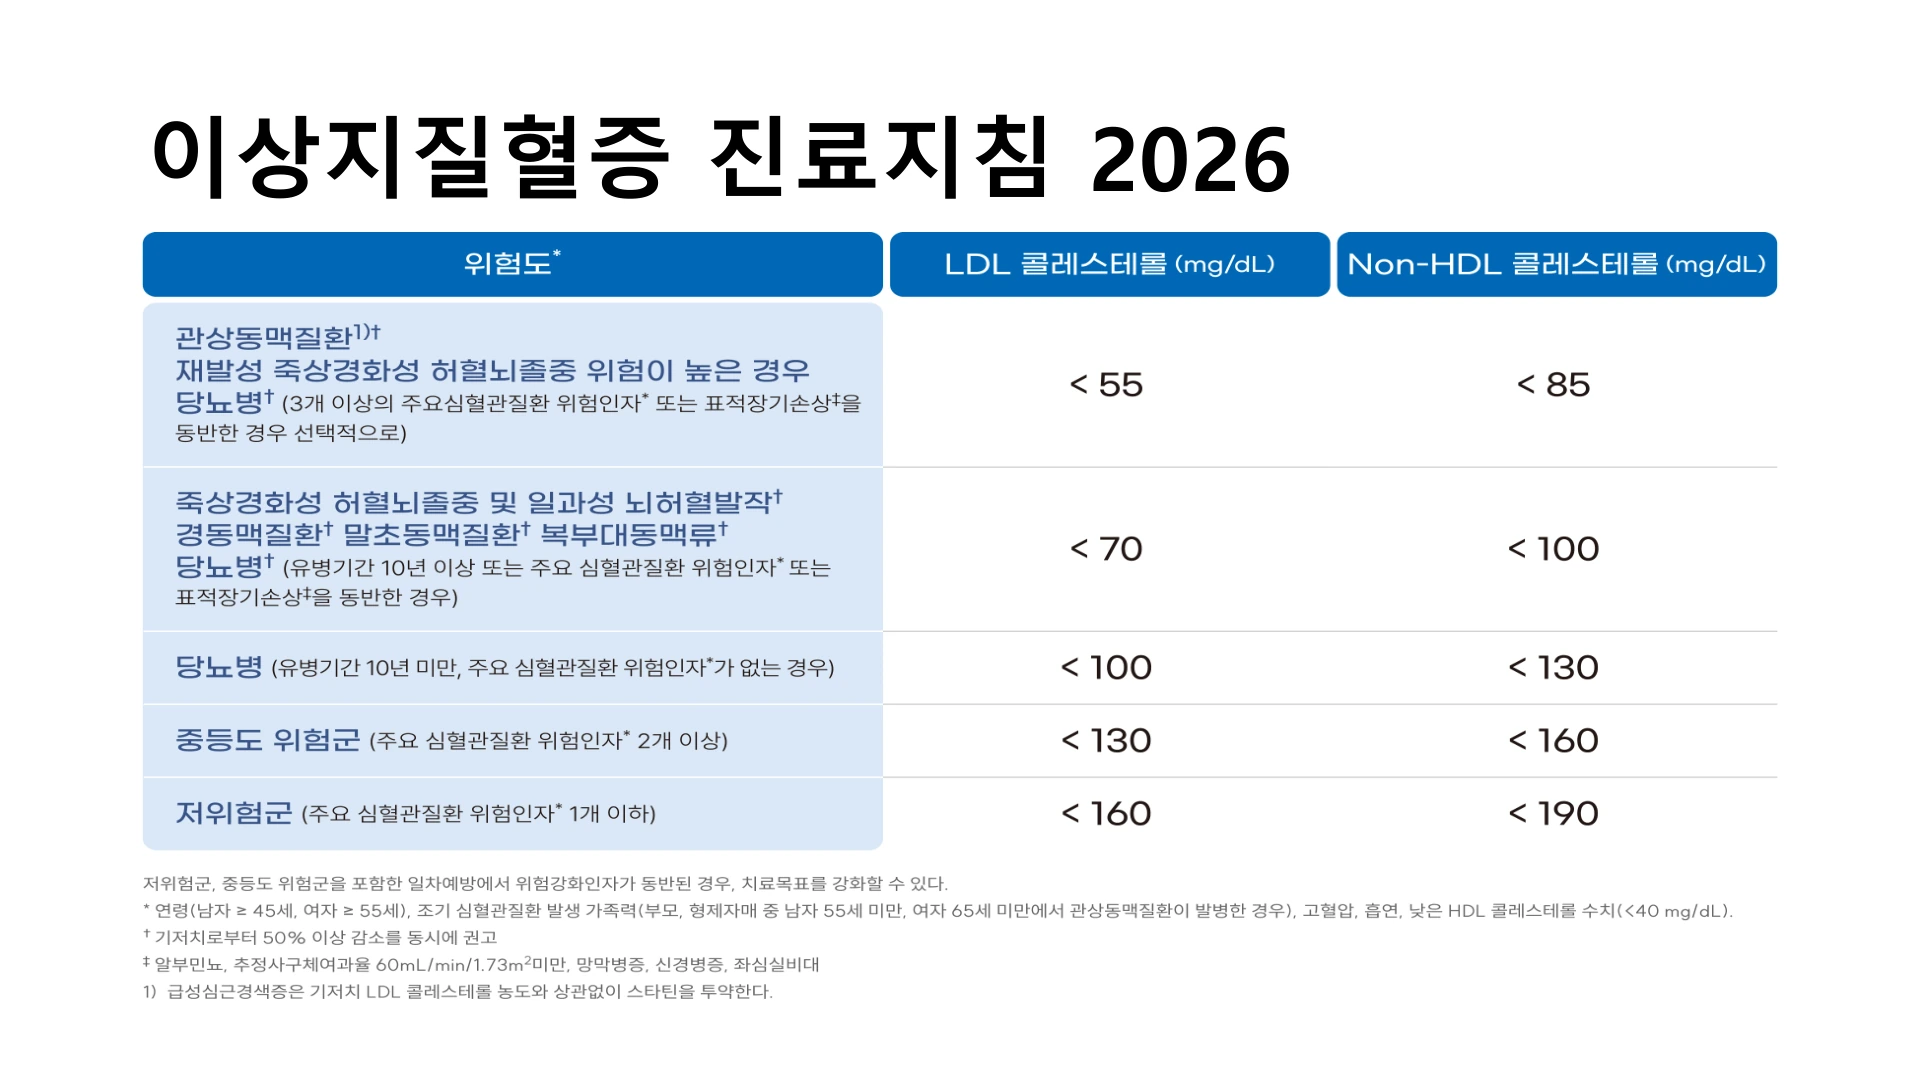 이상지질혈증 진료지침 2026
위험도* LDL 콜레스테롤 (mg/dL) Non-HDL 콜레스테롤 (mg/dL)
관상동맥질환1)†
재발성 죽상경화성 허혈뇌졸중 위험이 높은 경우
당뇨병† (3개 이상의 주요심혈관질환 위험인자* 또는 표적장기손상‡을
동반한 경우 선택적으로)
< 55 < 85
죽상경화성 허혈뇌졸중 및 일과성 뇌허혈발작†
경동맥질환† 말초동맥질환† 복부대동맥류†
당뇨병† (유병기간 10년 이상 또는 주요 심혈관질환 위험인자* 또는
표적장기손상‡을 동반한 경우)
< 70 < 100
당뇨병 (유병기간 10년 미만, 주요 심혈관질환 위험인자*가 없는 경우) < 100 < 130
중등도 위험군 (주요 심혈관질환 위험인자* 2개 이상) < 130 < 160
저위험군 (주요 심혈관질환 위험인자* 1개 이하) < 160 < 190
저위험군, 중등도 위험군을 포함한 일차예방에서 위험강화인자가 동반된 경우, 치료목표를 강화할 수 있다.
* 연령(남자 ≥ 45세, 여자 ≥ 55세), 조기 심혈관질환 발생 가족력(부모, 형제자매 중 남자 55세 미만, 여자 65세 미만에서 관상동맥질환이 발병한 경우), 고혈압, 흡연, 낮은 HDL 콜레스테롤 수치(<40 mg/dL).
† 기저치로부터 50% 이상 감소를 동시에 권고
‡ 알부민뇨, 추정사구체여과율 60mL/min/1.73m²미만, 망막병증, 신경병증, 좌심실비대
1) 급성심근경색증은 기저치 LDL 콜레스테롤 농도와 상관없이 스타틴을 투약한다.